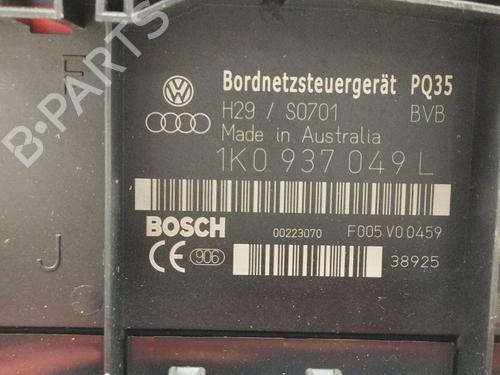 B-PARTS
F
Bordnetzsteuergerät PQ35
H29 / S0701 BVB
Made in Australia
1K0 937 049 L
BOSCH 00223070 F005 V0 0459
J
CE 906 38925